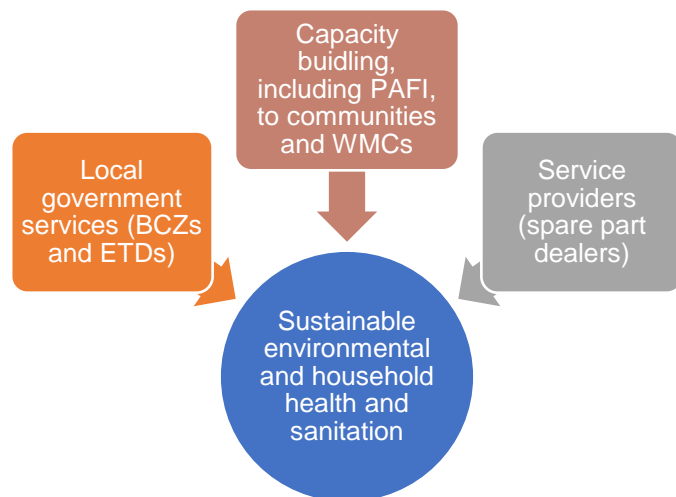 Capacity
buidling,
including PAFI,
to communities
and WMCs
Local
government
services (BCZs
and ETDs)
Service
providers
(spare part
dealers)
Sustainable
environmental
and household
health and
sanitation